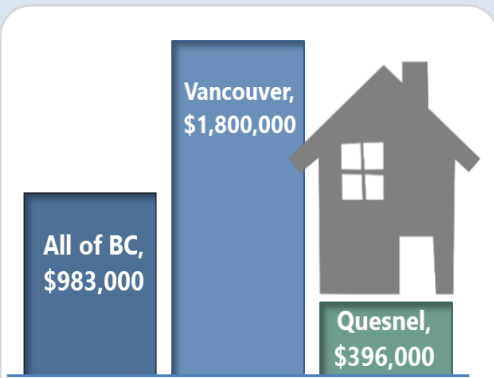 All of BC,
$983,000
Vancouver,
$1,800,000
Quesnel,
$396,000